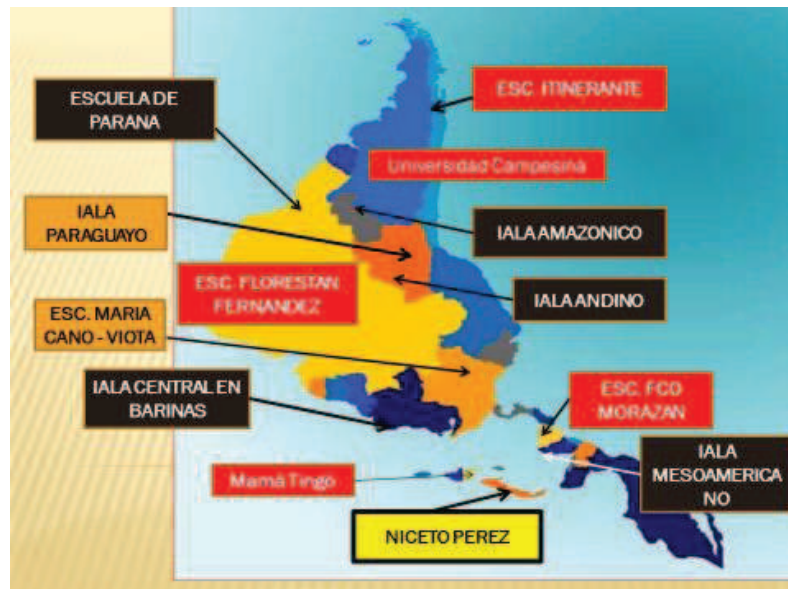 ESC. ITINERANTE
ESCUELA DE
PARANA
Universidad Campesina
IALA
PARAGUAYO
IALA AMAZONICO
ESC. FLORESTAN
FERNANDEZ
IALA ANDINO
ESC. MARIA
CANO - VIOTA
IALA CENTRAL EN
BARINAS
ESC. FCO
MORAZAN
IALA
MESOAMERICA
NO
Mamá Tingo
NICETO PEREZ